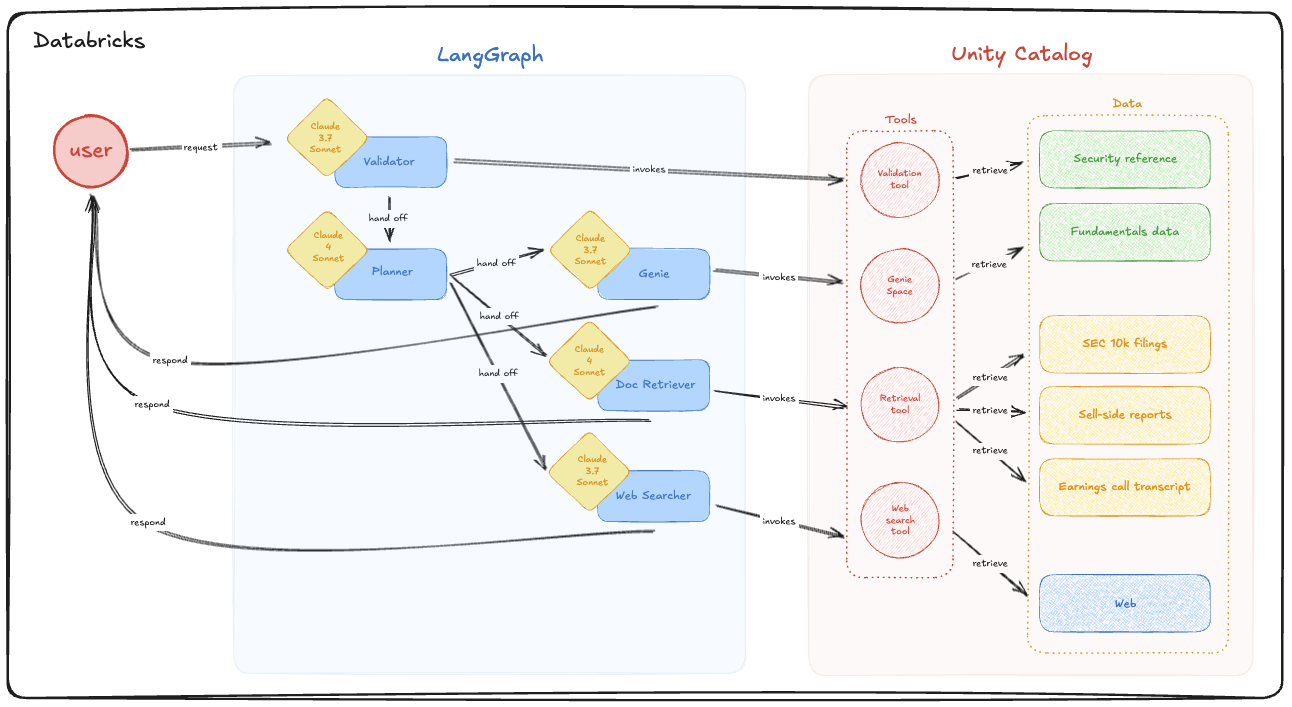 Databricks
LangGraph
Unity Catalog
Data
Tools
user
request
Claude
3.7
Sonnet
Validator
invokes
Validation
tool
retrieve
Security reference
hand off
Claude
4
Sonnet
Planner
hand off
hand off
hand off
Claude
3.7
Sonnet
Genie
invokes
Genie
Space
retrieve
Fundamentals data
respond
Claude
4
Sonnet
Doc Retriever
invokes
Retrieval
tool
retrieve
retrieve
retrieve
SEC 10k filings
Sell-side reports
Earnings call transcript
respond
Claude
3.7
Sonnet
Web Searcher
invokes
Web
search
tool
retrieve
Web
respond